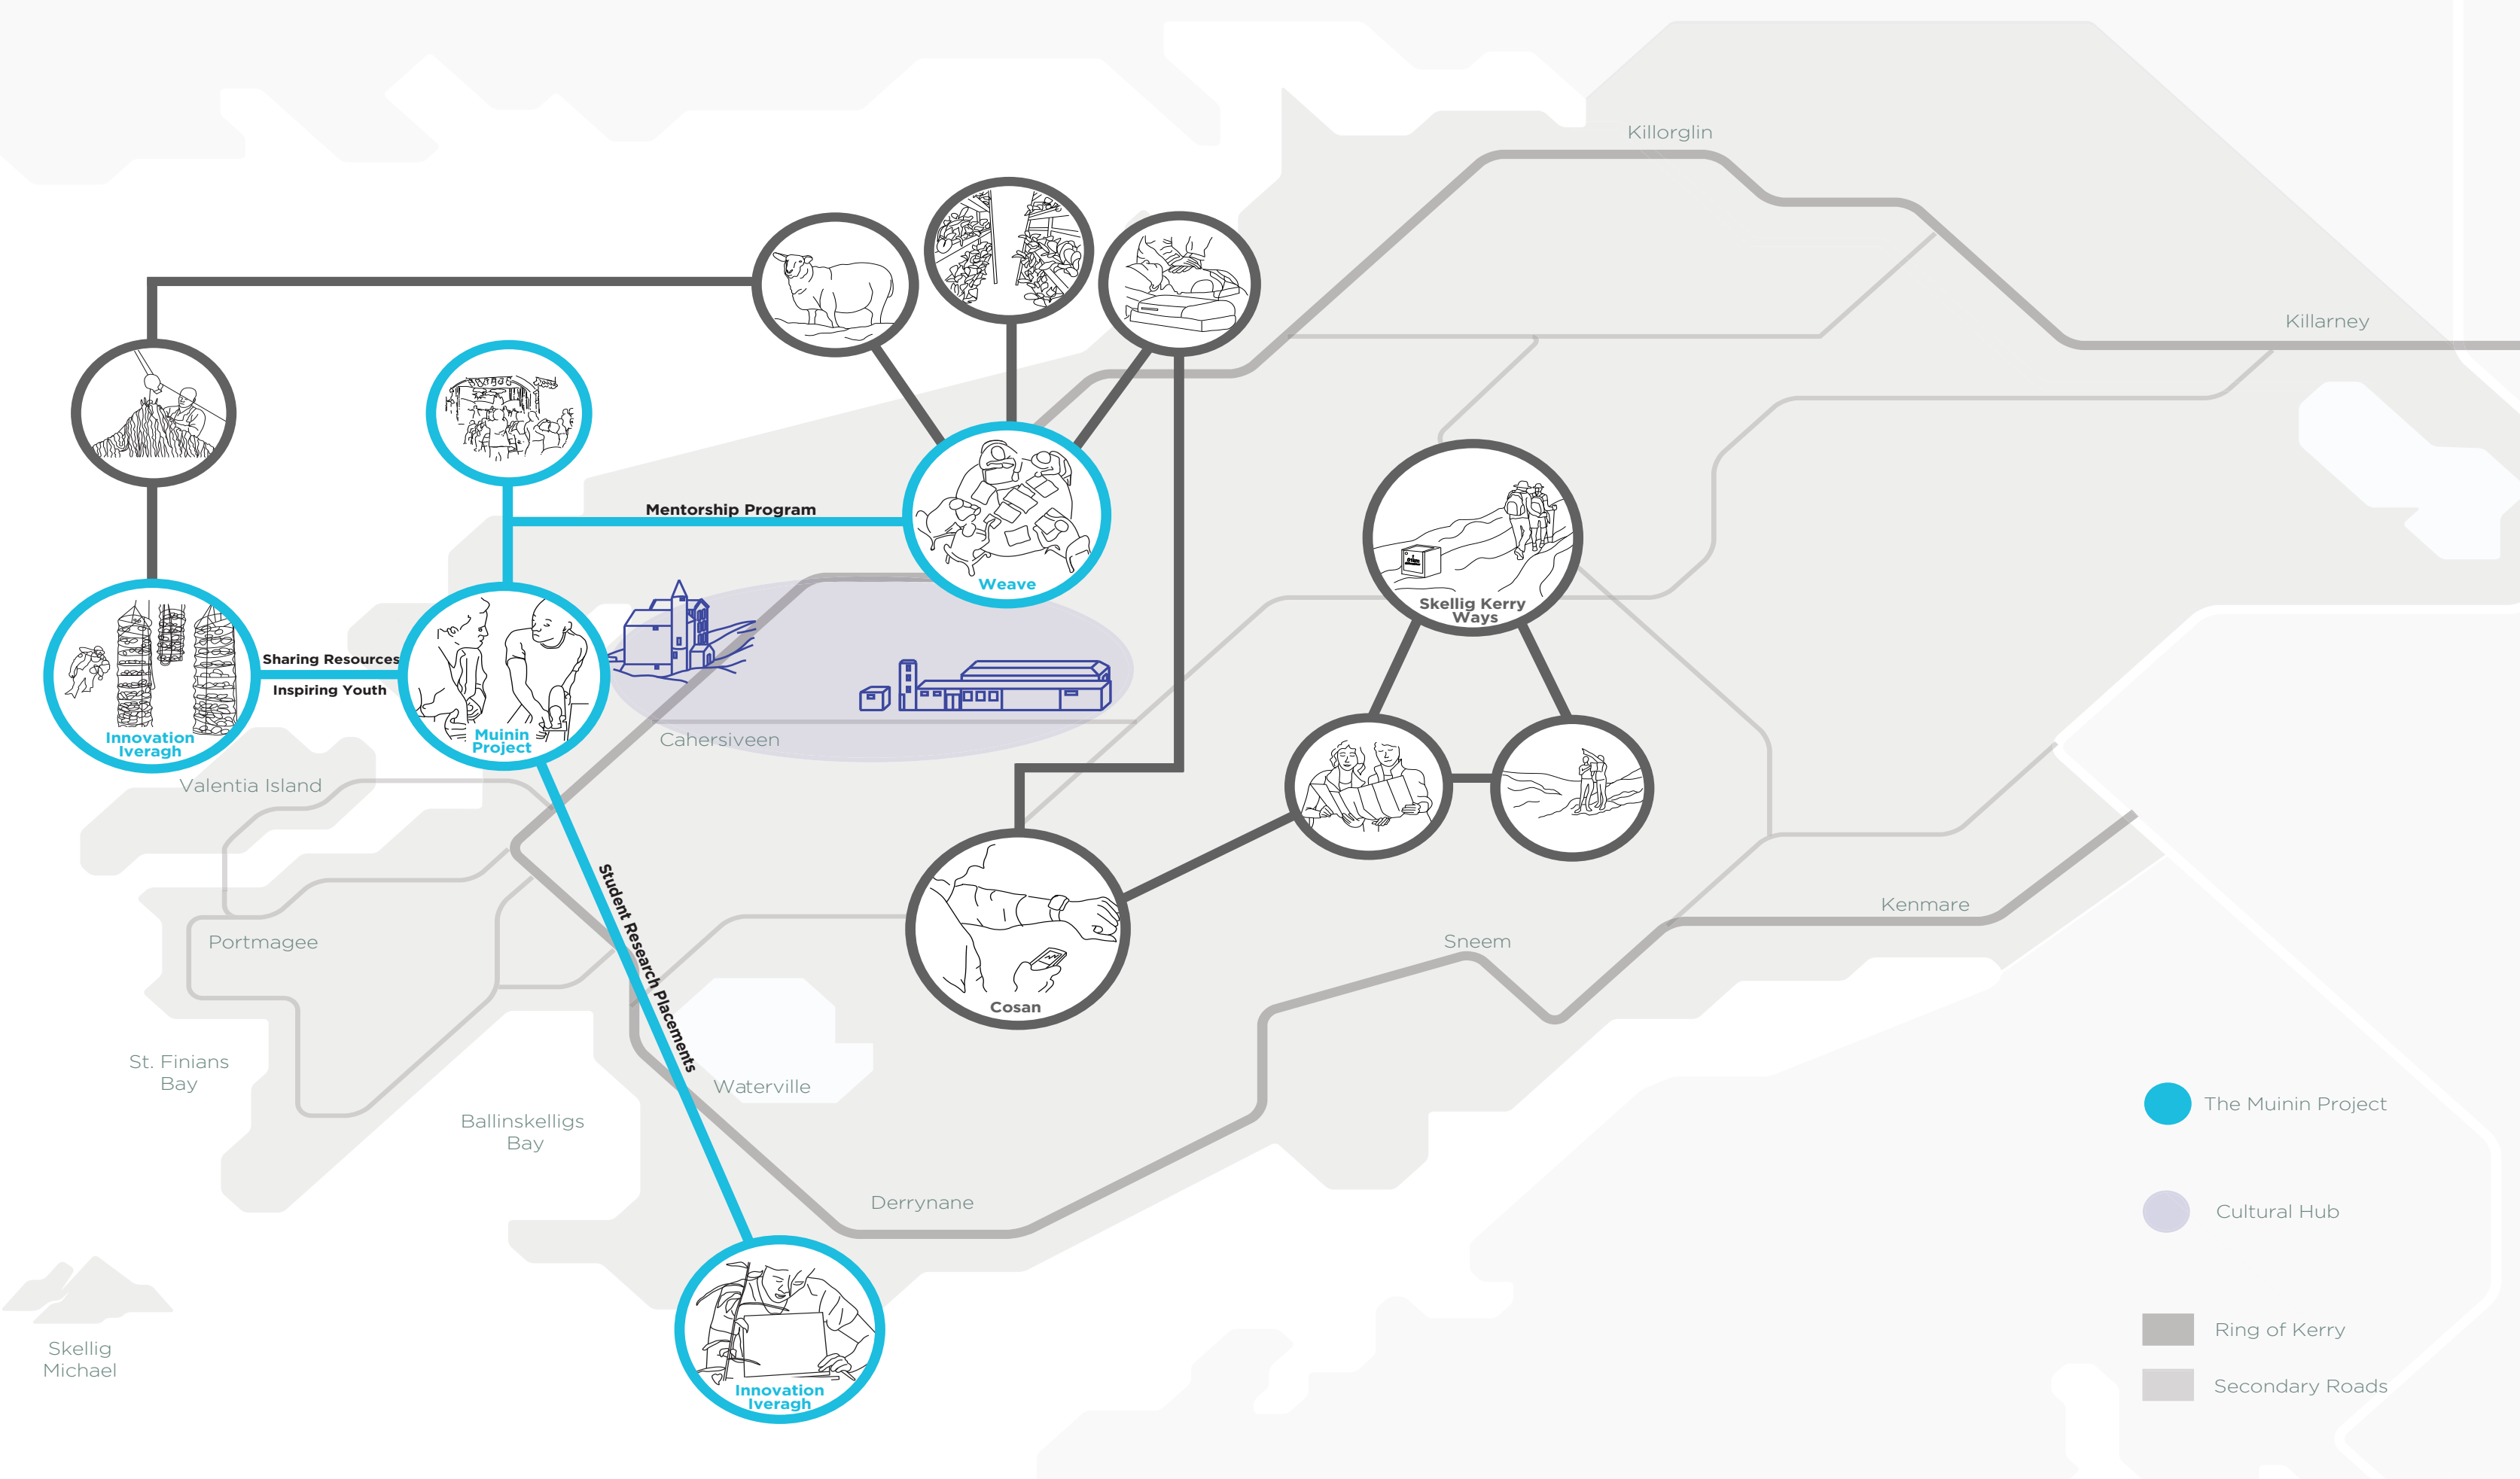 Killorglin
Killarney
Mentorship Program
Weave
Skellig Kerry
Ways
Sharing Resources
Inspiring Youth
Innovation
Iveragh
Muinin
Project
Cahersiveen
Valentia Island
Student Research Placements
Kenmare
Portmagee
Sneem
Cosan
St. Finians
Bay
Waterville
Ballinskelligs
Bay
Derrynane
Skellig
Michael
Innovation
Iveragh
The Muinin Project
Cultural Hub
Ring of Kerry
Secondary Roads